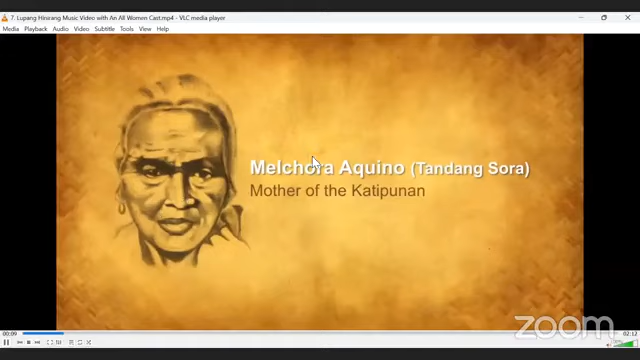 7. Lupang Hinirang Music Video with An All Women Cast.mp4 - VLC media player
Media Playback Audio Video Subtitle Tools View Help
Melchora Aquino (Tandang Sora)
Mother of the Katipunan
00:09
02:12
zoom